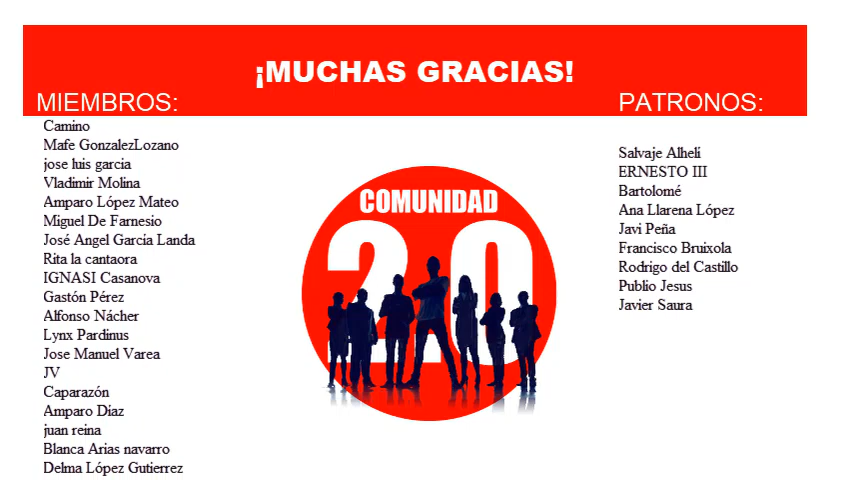 ¡MUCHAS GRACIAS!
MIEMBROS:
Camino
Mafe GonzalezLozano
jose luis garcia
Vladimir Molina
Amparo López Mateo
Miguel De Farnesio
José Angel García Landa
Rita la cantaora
IGNASI Casanova
Gastón Pérez
Alfonso Nácher
Lynx Pardinus
Jose Manuel Varea
JV
Caparazón
Amparo Díaz
juan reina
Blanca Arias navarro
Delma López Gutierrez
COMUNIDAD
2.0
PATRONOS:
Salvaje Alhelí
ERNESTO III
Bartolomé
Ana Llarena López
Javi Peña
Francisco Bruixola
Rodrigo del Castillo
Publio Jesus
Javier Saura